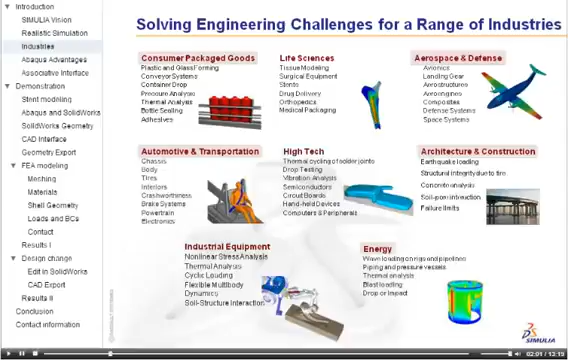 Introduction
SIMULIA Vision
Realistic Simulation
Industries
Abaqus Advantages
Associative Interface
Demonstration
Stent modeling
Abaqus and SolidWorks
SolidWorks Geometry
CAD Interface
Geometry Export
FEA modeling
Meshing
Materials
Shell Geometry
Loads and BCs
Contact
Results I
Design change
Edit in SolidWorks
CAD Export
Results II
Conclusion
Contact information
Solving Engineering Challenges for a Range of Industries
Consumer Packaged Goods
Plastic and Glass Forming
Conveyor Systems
Container Drop
Pressure Analysis
Thermal Analysis
Bottle Sealing
Adhesives
Life Sciences
Tissue Modeling
Surgical Equipment
Stents
Drug Delivery
Orthopedics
Medical Packaging
Aerospace & Defense
Avionics
Landing Gear
Aerostructures
Aeroengines
Composites
Defense Systems
Space Systems
Automotive & Transportation
Chassis
Body
Tires
Interiors
Crashworthiness
Brake Systems
Powertrain
Electronics
High Tech
Thermal cycling of solder joints
Drop Testing
Vibration Analysis
Semiconductors
Circuit Boards
Hand-held Devices
Computers & Peripherals
Architecture & Construction
Earthquake loading
Structural integrity due to fire
Concrete analysis
Soil-pore interaction
Failure limits
Industrial Equipment
Nonlinear Stress Analysis
Thermal Analysis
Cyclic Loading
Flexible Multibody
Dynamics
Soil-Structure Interaction
Energy
Wave loading on rigs and pipelines
Piping and pressure vessels
Thermal analysis
Blast loading
Drop or Impact
SIMULIA
02:01 / 13:15